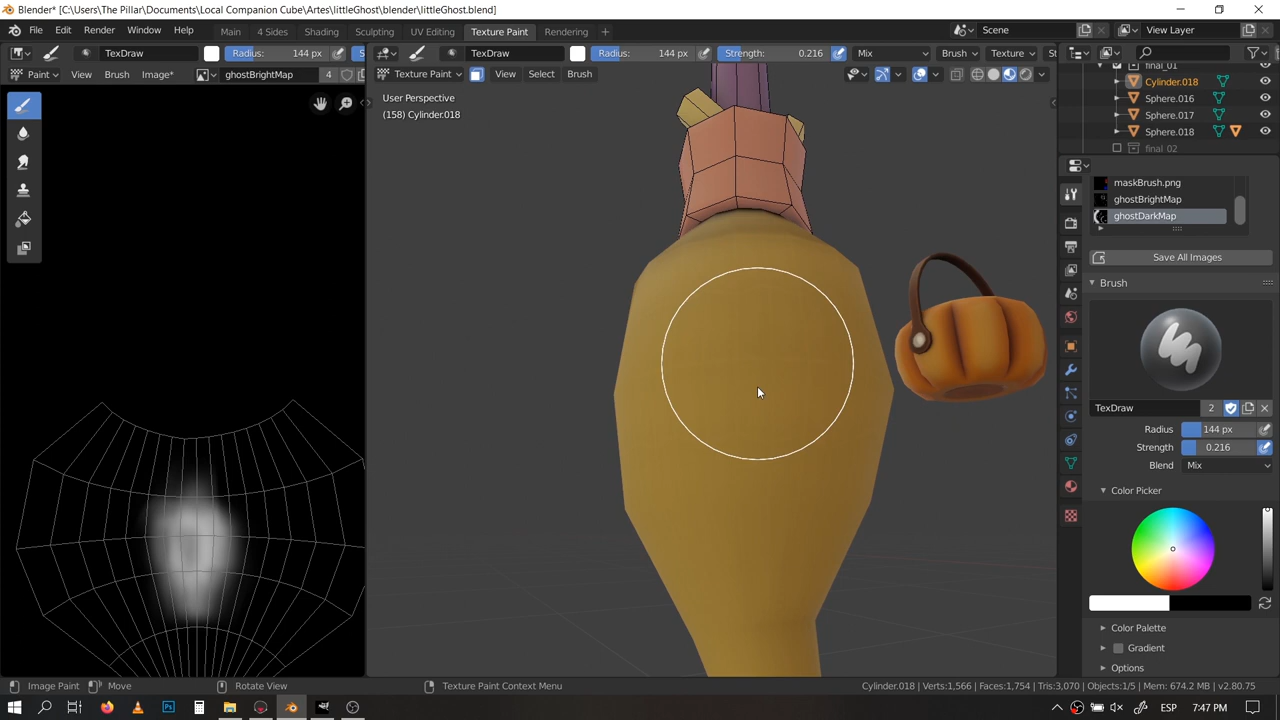 Blender* [C:\Users\The Pillar\Documents\Local Companion Cube\Artes\littleGhost\blender\littleGhost.blend]
File Edit Render Window Help Main 4 Sides Shading Sculpting UV Editing Texture Paint Rendering + Scene View Layer
TexDraw Radius: 144 px S TexDraw Radius: 144 px Strength: 0.216 Mix Brush Texture St
Paint View Brush Image* ghostBrightMap 4 Texture Paint View Select Brush
User Perspective
(158) Cylinder.018
final_01
Cylinder.018
Sphere.016
Sphere.017
Sphere.018
final_02
maskBrush.png
ghostBrightMap
ghostDarkMap
Save All Images
Brush
TexDraw 2
Radius 144 px
Strength 0.216
Blend Mix
Color Picker
Color Palette
Gradient
Options
Image Paint Move Rotate View Texture Paint Context Menu Cylinder.018 | Verts:1,566 | Faces:1,754 | Tris:3,070 | Objects:1/5 | Mem: 674.2 MB | v2.80.75
Ps ESP 7:47 PM